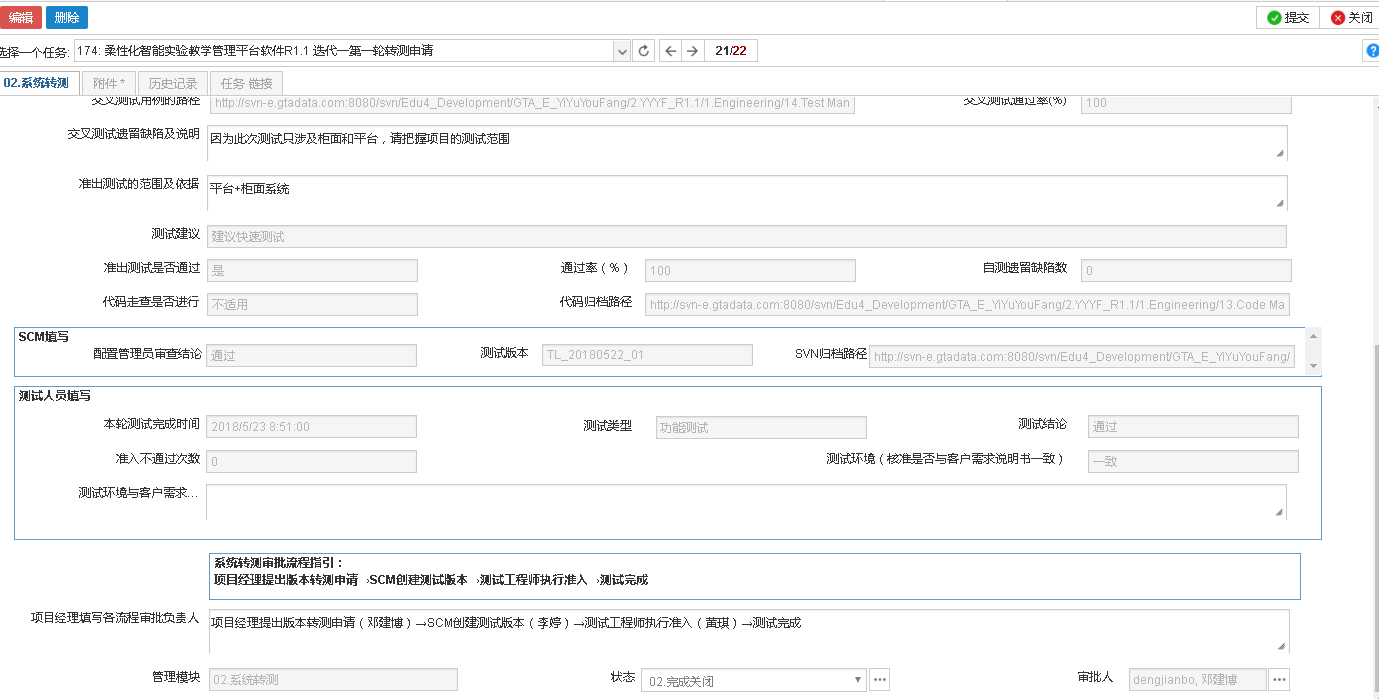 编辑 删除 提交 关闭
选择一个任务: 174: 柔性化智能实验教学管理平台软件R1.1 迭代一第一轮转测申请 21/22
02.系统转测 附件 * 历史记录 任务 链接
交叉测试用例的路径 http://svn-e.gtadata.com:8080/svn/Edu4_Development/GTA_E_YiYuYouFang/2.YYYF_R1.1/1.Engineering/14.Test Man 交叉测试通过率(%) 100
交叉测试遗留缺陷及说明 因为此次测试只涉及柜面和平台，请把握项目的测试范围
准出测试的范围及依据 平台+柜面系统
测试建议 建议快速测试
准出测试是否通过 是 通过率（%） 100 自测遗留缺陷数 0
代码走查是否进行 不适用 代码归档路径 http://svn-e.gtadata.com:8080/svn/Edu4_Development/GTA_E_YiYuYouFang/2.YYYF_R1.1/1.Engineering/13.Code Ma
SCM填写
配置管理员审查结论 通过 测试版本 TL_20180522_01 SVN归档路径 http://svn-e.gtadata.com:8080/svn/Edu4_Development/GTA_E_YiYuYouFang/
测试人员填写
本轮测试完成时间 2018/5/23 8:51:00 测试类型 功能测试 测试结论 通过
准入不通过次数 0 测试环境（核准是否与客户需求说明书一致） 一致
测试环境与客户需求...
系统转测审批流程指引：
项目经理提出版本转测申请 →SCM创建测试版本 →测试工程师执行准入 →测试完成
项目经理填写各流程审批负责人 项目经理提出版本转测申请（邓建博）→SCM创建测试版本（李婷）→测试工程师执行准入（黄琪）→测试完成
管理模块 02.系统转测 状态 02.完成关闭 ... 审批人 dengjianbo, 邓建博 ...